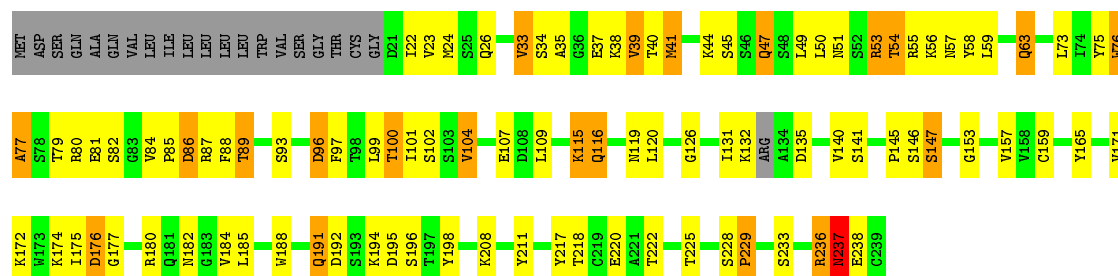 MET ASP SER GLN ALA GLN VAL LEU ILE LEU LEU LEU LEU TRP VAL SER GLY THR CYS GLY D21 I22 V23 M24 S25 Q26 V33 S34 A35 G36 E37 K38 V39 T40 M41 K44 S45 S46 Q47 S48 L49 L50 N51 S52 R53 T54 R55 K56 N57 Y58 L59 Q63 L73 I74 Y75 W76
A77 S78 T79 R80 E81 S82 G83 V84 P85 D86 R87 F88 T89 S93 D96 F97 T98 L99 T100 I101 S102 S103 V104 E107 D108 L109 K115 Q116 N119 L120 G126 I131 K132 ARG A134 D135 V140 S141 P145 S146 S147 G153 V157 V158 C159 Y165
K172 W173 K174 I175 D176 G177 R180 Q181 N182 G183 V184 L185 W188 Q191 D192 S193 K194 D195 S196 T197 Y198 K208 Y211 Y217 T218 C219 E220 A221 T222 T225 S228 P229 S233 R236 N237 E238 C239